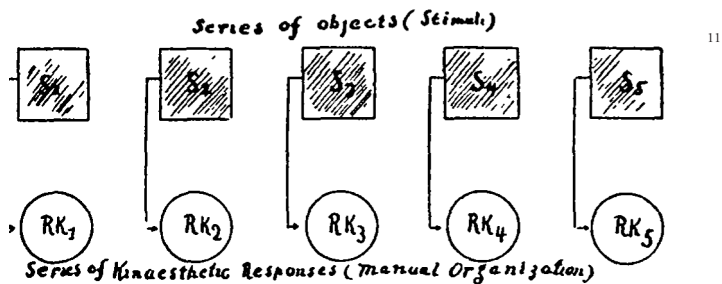 Series of objects (Stimuli)
11
S1 S2 S3 S4 S5
RK1 RK2 RK3 RK4 RK5
Series of Kinaesthetic Responses (Manual Organization)